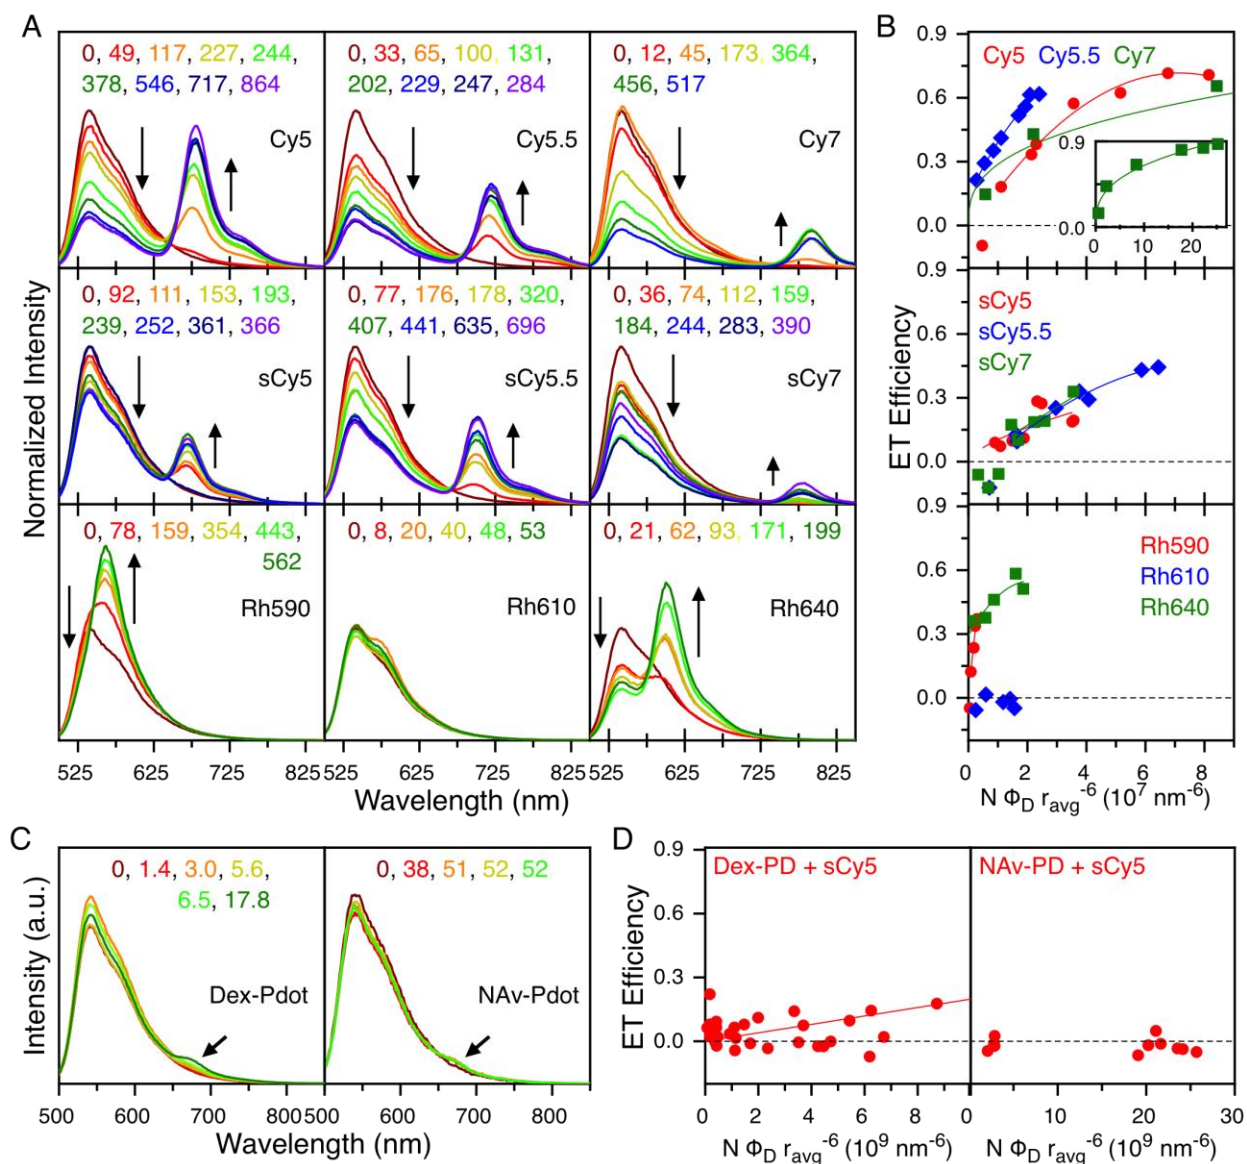 A
0, 49, 117, 227, 244,
378, 546, 717, 864
Cy5
0, 33, 65, 100, 131,
202, 229, 247, 284
Cy5.5
0, 12, 45, 173, 364,
456, 517
Cy7
0, 92, 111, 153, 193,
239, 252, 361, 366
sCy5
0, 77, 176, 178, 320,
407, 441, 635, 696
sCy5.5
0, 36, 74, 112, 159,
184, 244, 283, 390
sCy7
0, 78, 159, 354, 443,
562
Rh590
0, 8, 20, 40, 48, 53
Rh610
0, 21, 62, 93, 171, 199
Rh640
Normalized Intensity
525 625 725 825 525 625 725 825 525 625 725 825
Wavelength (nm)
B
0.9
0.6
0.3
0.0
Cy5 Cy5.5 Cy7
0.9
0.0
0 10 20
0.9
0.6
0.3
0.0
sCy5
sCy5.5
sCy7
0.9
0.6
0.3
0.0
Rh590
Rh610
Rh640
ET Efficiency
0 2 4 6 8
N Φ_D r_avg^-6 (10^7 nm^-6)
C
0, 1.4, 3.0, 5.6,
6.5, 17.8
Dex-Pdot
0, 38, 51, 52, 52
NAv-Pdot
Intensity (a.u.)
500 600 700 800 500 600 700 800
Wavelength (nm)
D
0.9
0.6
0.3
0.0
Dex-PD + sCy5
NAv-PD + sCy5
ET Efficiency
0 2 4 6 8 0 10 20 30
N Φ_D r_avg^-6 (10^9 nm^-6) N Φ_D r_avg^-6 (10^9 nm^-6)